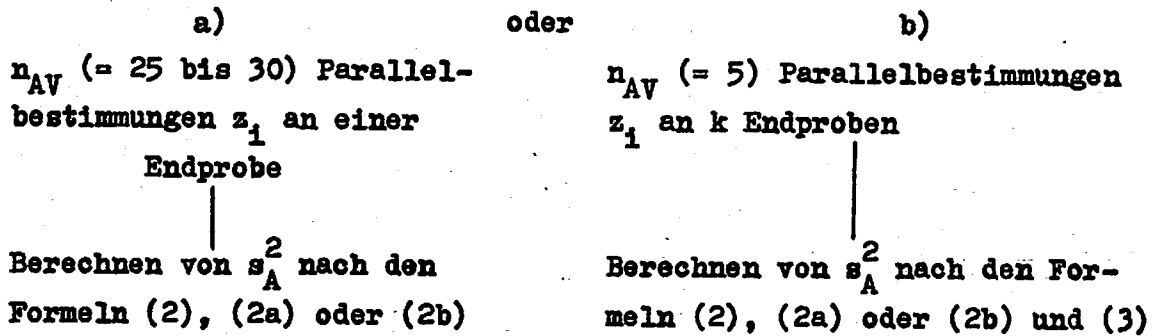 a)
oder
b)
n_AV (= 25 bis 30) Parallel-
bestimmungen z_i an einer
Endprobe
Berechnen von s_A^2 nach den
Formeln (2), (2a) oder (2b)
n_AV (= 5) Parallelbestimmungen
z_i an k Endproben
Berechnen von s_A^2 nach den For-
meln (2), (2a) oder (2b) und (3)